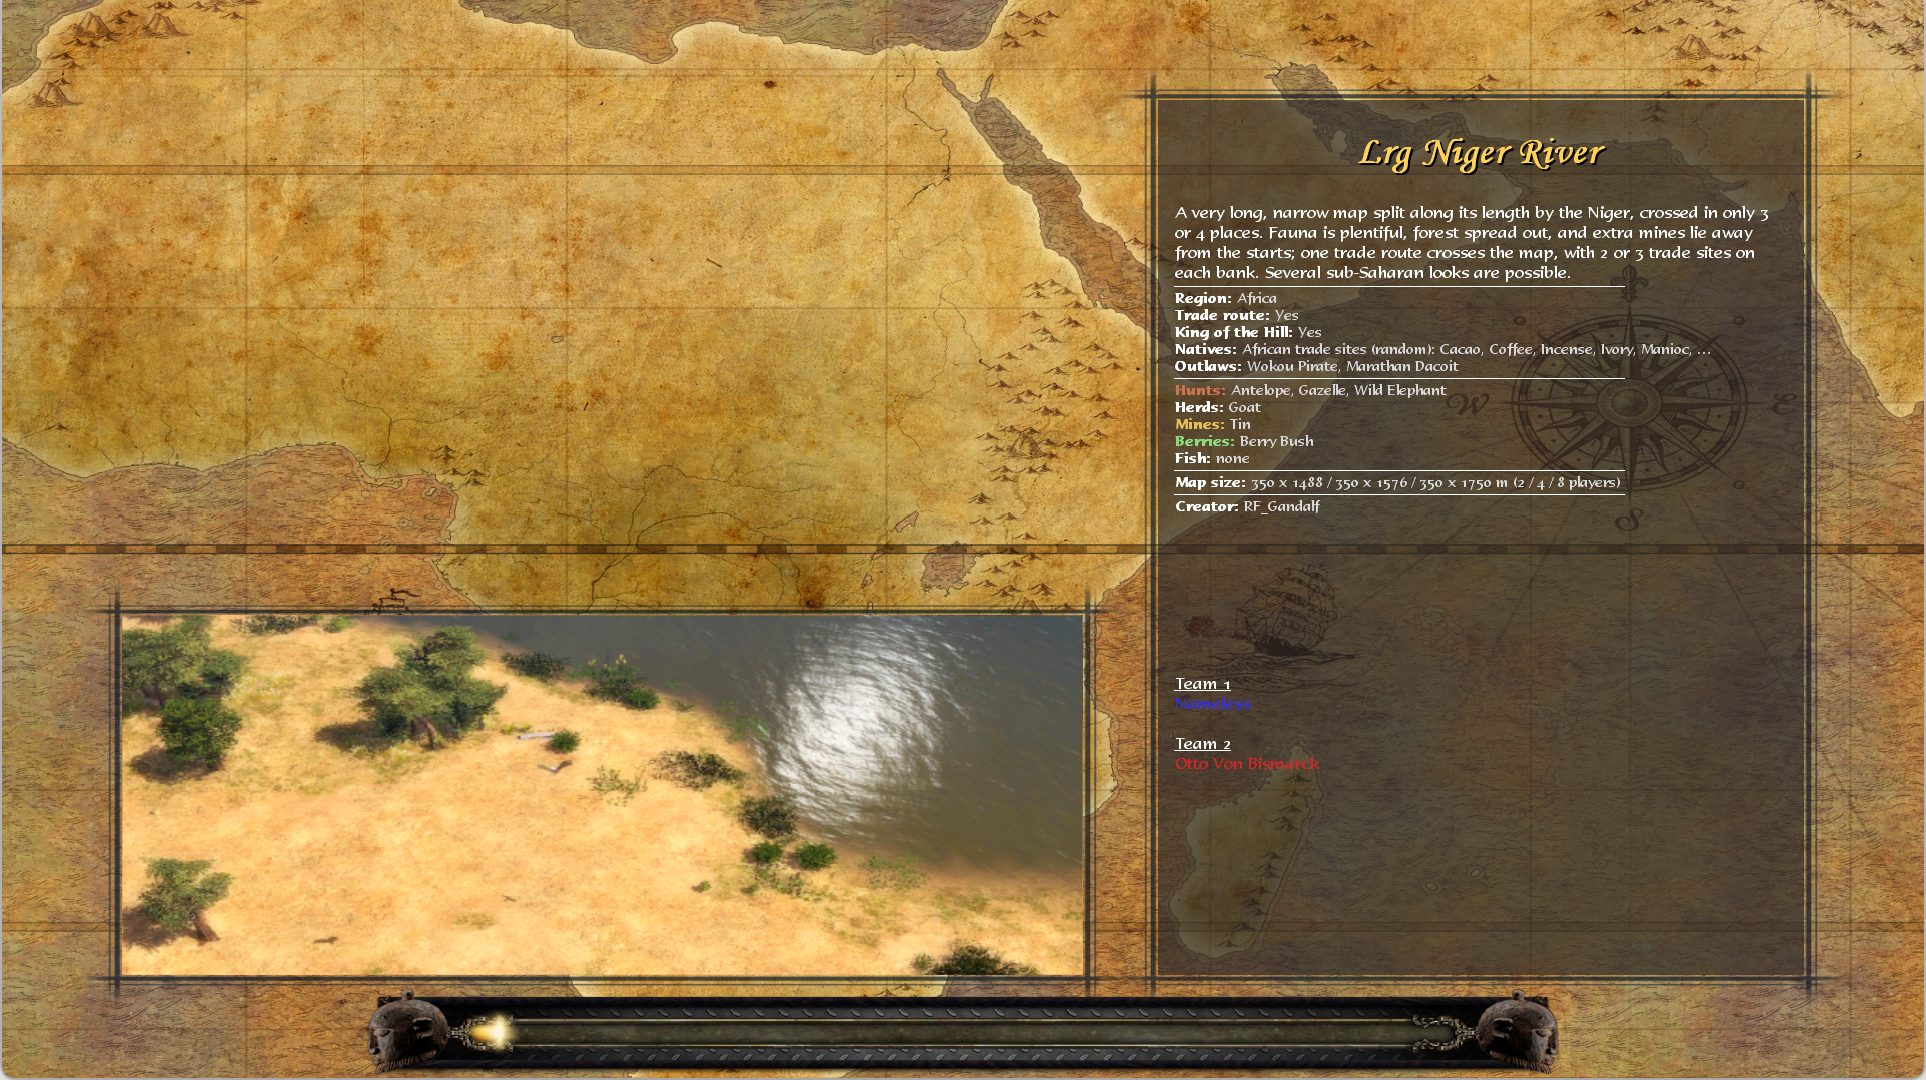 Lrg Niger River
A very long, narrow map split along its length by the Niger, crossed in only 3
or 4 places. Fauna is plentiful, forest spread out, and extra mines lie away
from the starts; one trade route crosses the map, with 2 or 3 trade sites on
each bank. Several sub-Saharan looks are possible.
Region: Africa
Trade route: Yes
King of the Hill: Yes
Natives: African trade sites (random): Cacao, Coffee, Incense, Ivory, Manioc, ...
Outlaws: Wokou Pirate, Marathan Dacoit
Hunts: Antelope, Gazelle, Wild Elephant
Herds: Goat
Mines: Tin
Berries: Berry Bush
Fish: none
Map size: 350 x 1488 / 350 x 1576 / 350 x 1750 m (2 / 4 / 8 players)
Creator: RF_Gandalf
W
E
S
Team 1
Nameless
Team 2
Otto Von Bismarck